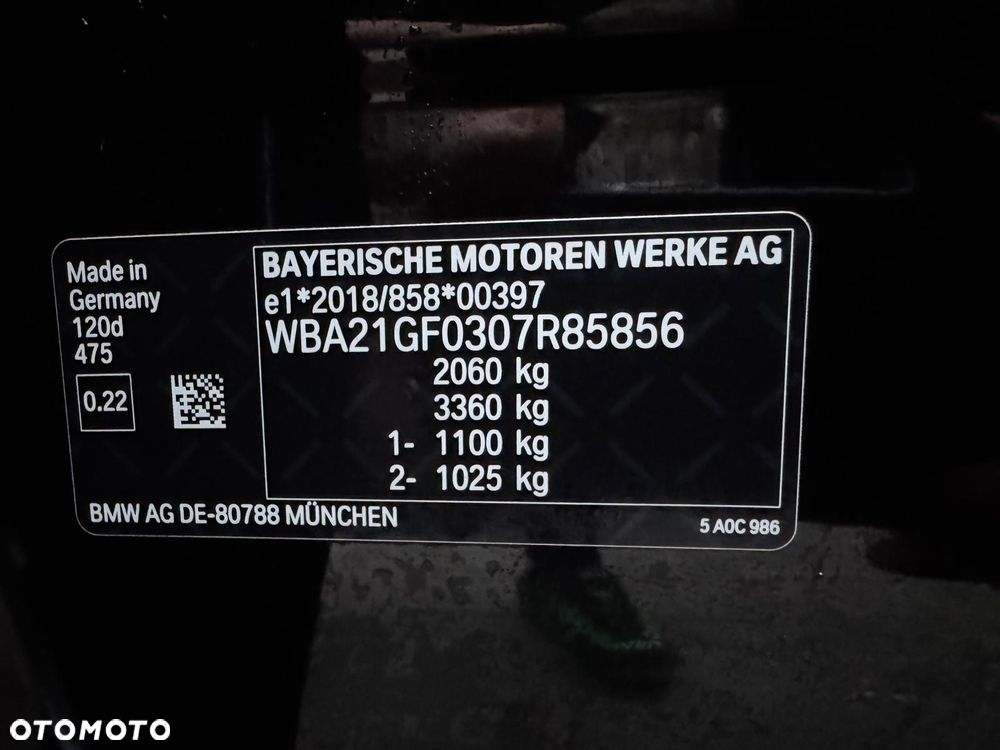 Made in
Germany
120d
475
0.22
BAYERISCHE MOTOREN WERKE AG
e1*2018/858*00397
WBA21GF0307R85856
2060 kg
3360 kg
1- 1100 kg
2- 1025 kg
BMW AG DE-80788 MÜNCHEN
5 A0C 986
OTOMOTO